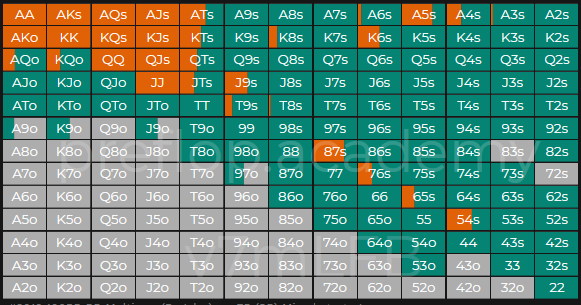 AA AKs AQs AJs ATs A9s A8s A7s A6s A5s A4s A3s A2s
AKo KK KQs KJs KTs K9s K8s K7s K6s K5s K4s K3s K2s
AQo KQo QQ QJs QTs Q9s Q8s Q7s Q6s Q5s Q4s Q3s Q2s
AJo KJo QJo JJ JTs J9s J8s J7s J6s J5s J4s J3s J2s
ATo KTo QTo JTo TT T9s T8s T7s T6s T5s T4s T3s T2s
A9o K9o Q9o J9o T9o 99 98s 97s 96s 95s 94s 93s 92s
A8o K8o Q8o J8o T8o 98o 88 87s 86s 85s 84s 83s 82s
A7o K7o Q7o J7o T7o 97o 87o 77 76s 75s 74s 73s 72s
A6o K6o Q6o J6o T6o 96o 86o 76o 66 65s 64s 63s 62s
A5o K5o Q5o J5o T5o 95o 85o 75o 65o 55 54s 53s 52s
A4o K4o Q4o J4o T4o 94o 84o 74o 64o 54o 44 43s 42s
A3o K3o Q3o J3o T3o 93o 83o 73o 63o 53o 43o 33 32s
A2o K2o Q2o J2o T2o 92o 82o 72o 62o 52o 42o 32o 22